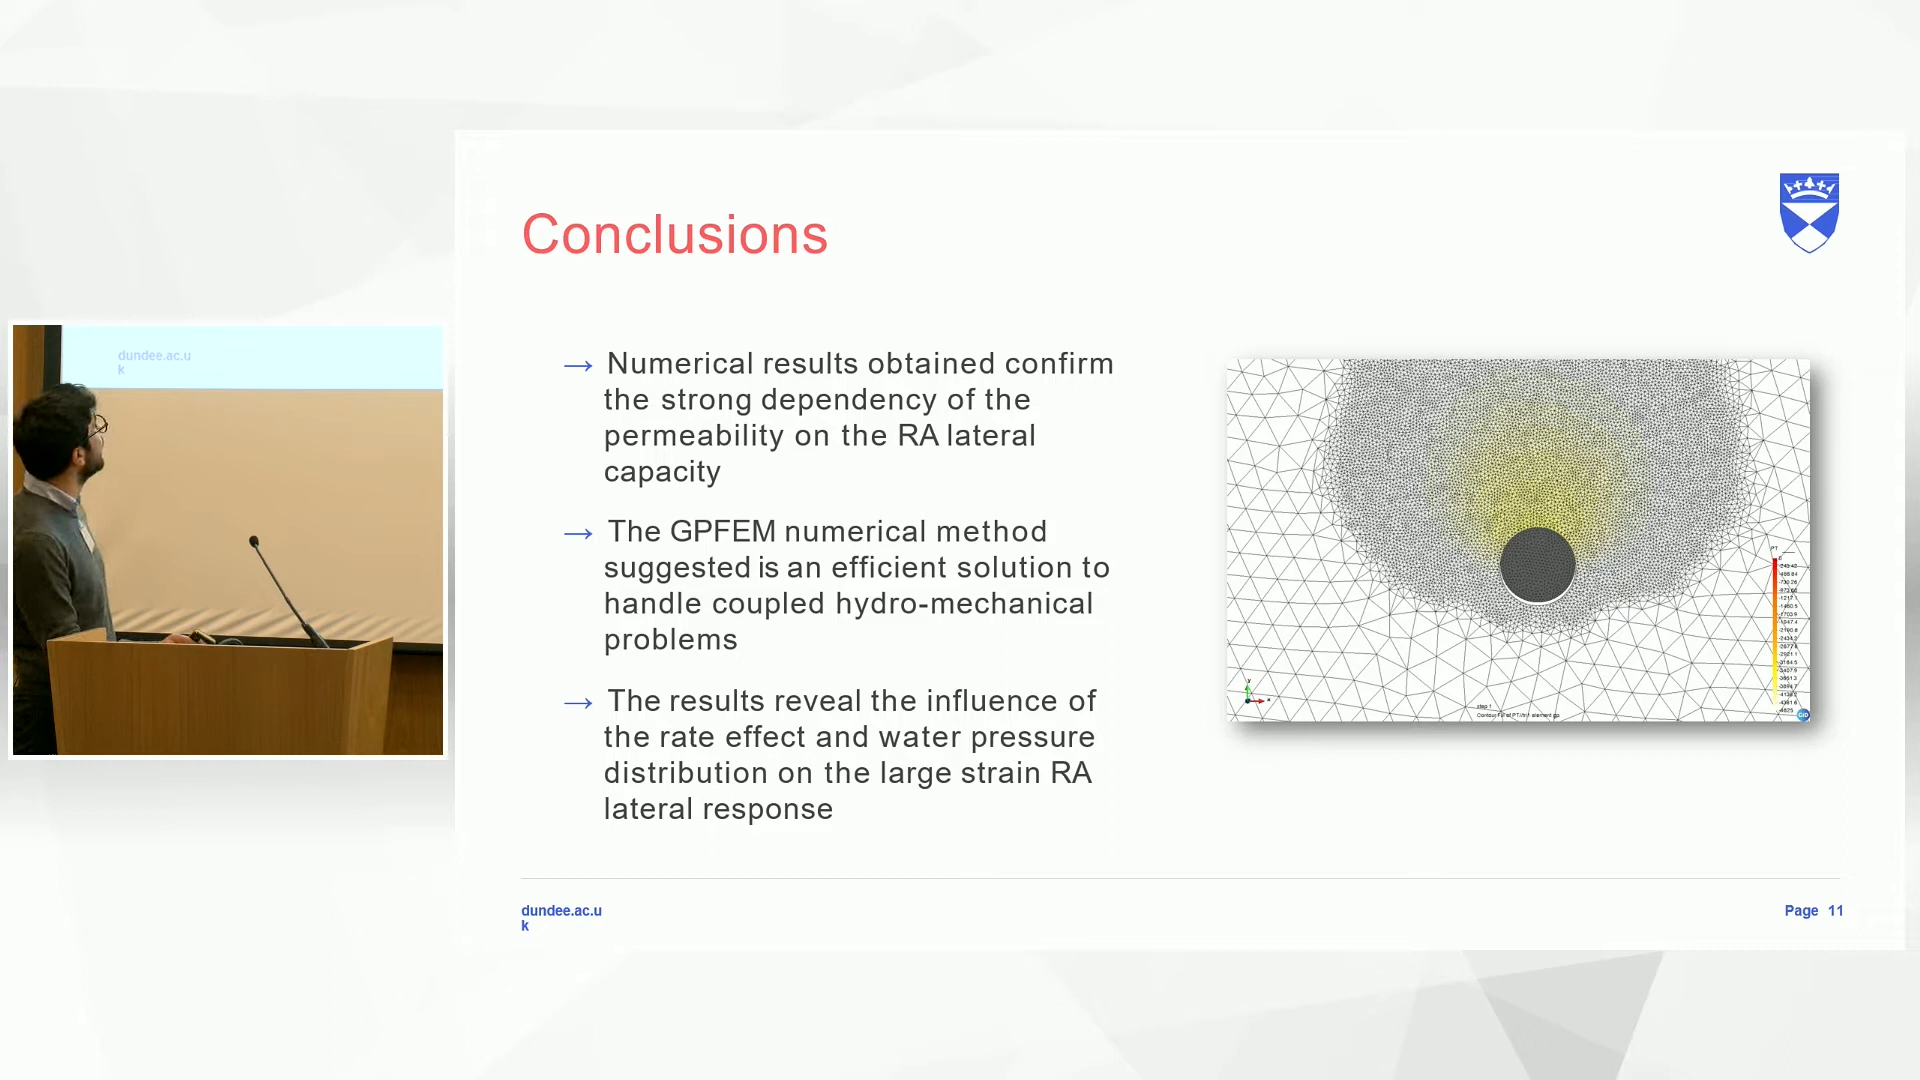 dundee.ac.u
k
Conclusions
→ Numerical results obtained confirm
the strong dependency of the
permeability on the RA lateral
capacity
→ The GPFEM numerical method
suggested is an efficient solution to
handle coupled hydro-mechanical
problems
→ The results reveal the influence of
the rate effect and water pressure
distribution on the large strain RA
lateral response
step 1
y
x
GiD
dundee.ac.u
k
Page 11